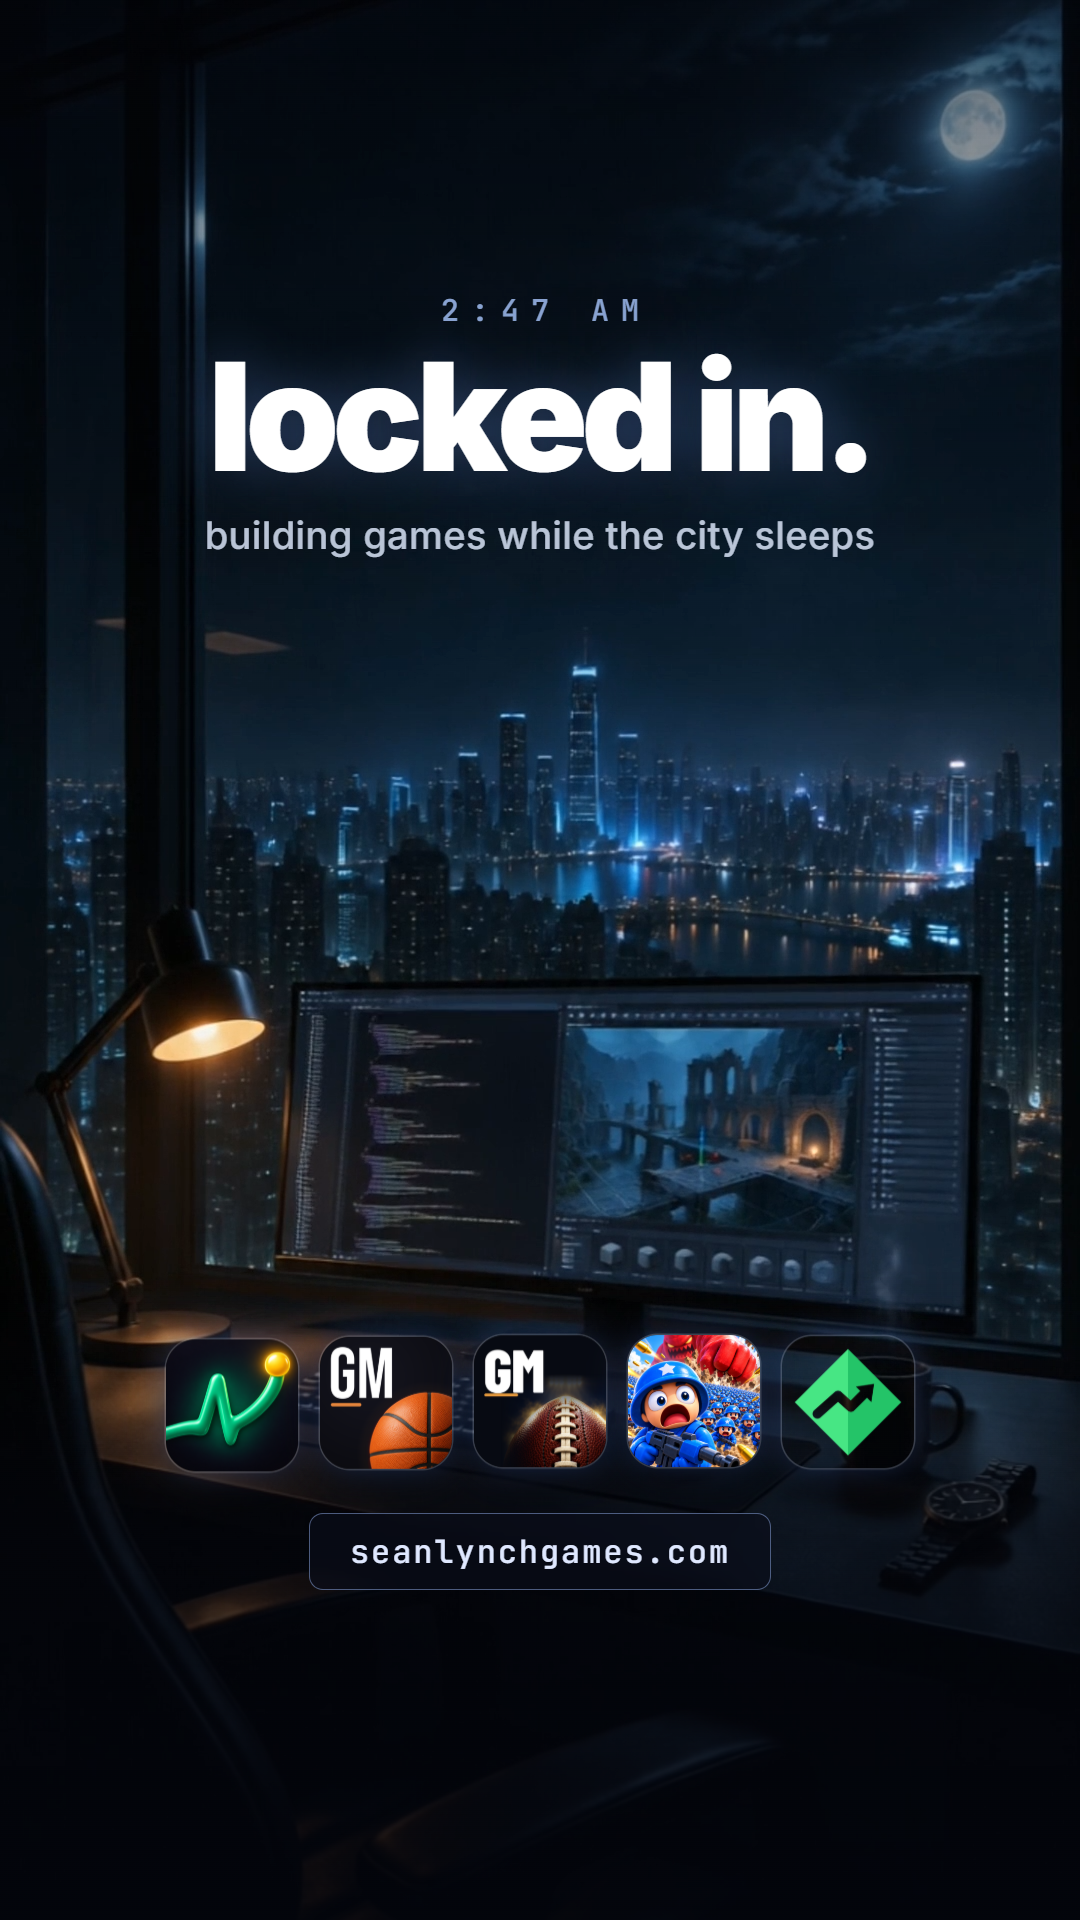 2:47 AM
locked in.
building games while the city sleeps
GM
GM
seanlynchgames.com